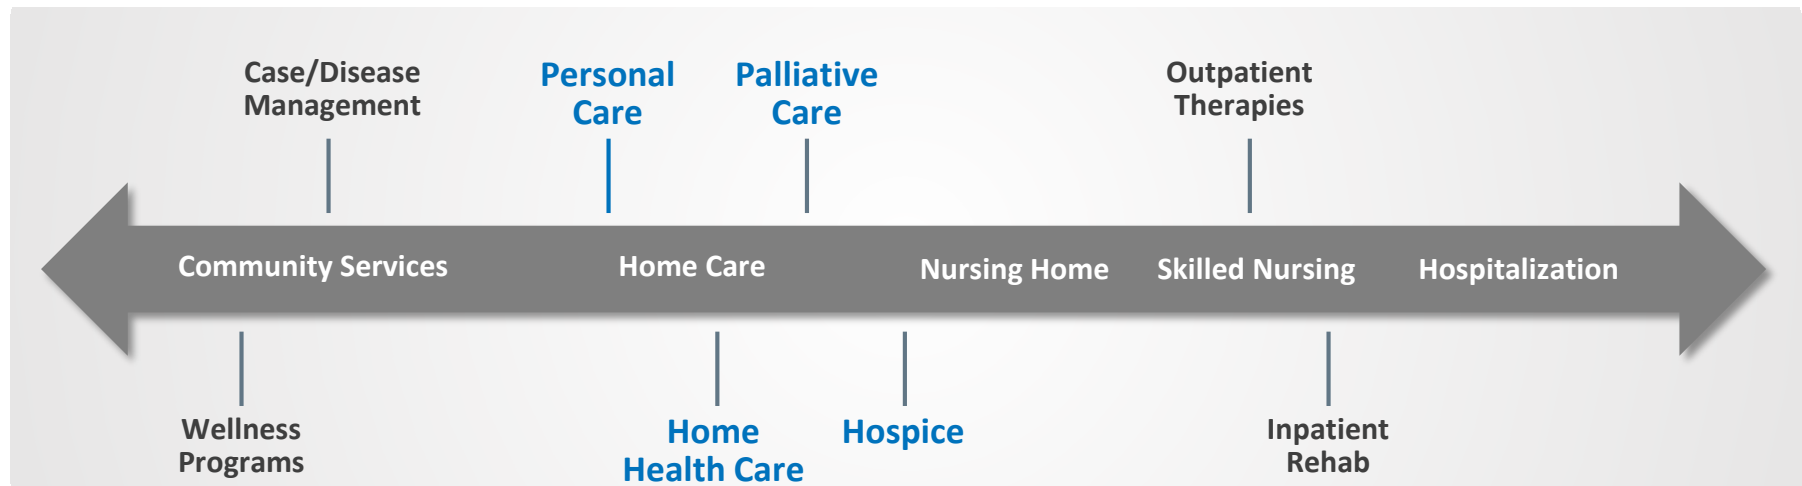 Case/Disease
Management
Personal
Care
Palliative
Care
Outpatient
Therapies
Community Services
Home Care
Nursing Home
Skilled Nursing
Hospitalization
Wellness
Programs
Home
Health Care
Hospice
Inpatient
Rehab